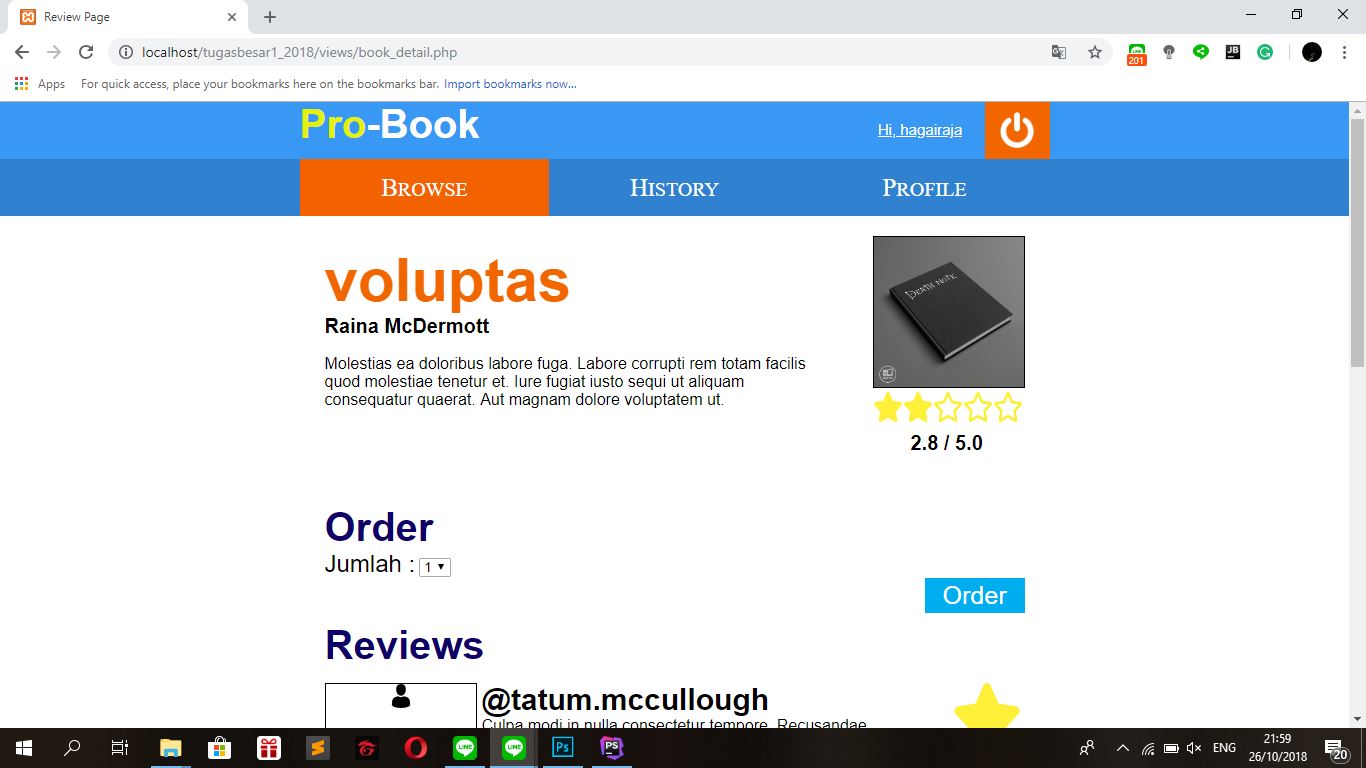 Review Page
localhost/tugasbesar1_2018/views/book_detail.php
201
JB
Apps For quick access, place your bookmarks here on the bookmarks bar. Import bookmarks now...
Pro-Book
Hi, hagairaja
Browse History Profile
voluptas
Raina McDermott
Molestias ea doloribus labore fuga. Labore corrupti rem totam facilis
quod molestiae tenetur et. Iure fugiat iusto sequi ut aliquam
consequatur quaerat. Aut magnam dolore voluptatem ut.
DEATH NOTE
2.8 / 5.0
Order
Jumlah : 1
Order
Reviews
@tatum.mccullough
Culpa modi in nulla consectetur tempore. Recusandae
LINE
LINE
Ps
PS
ENG
21:59
26/10/2018
20